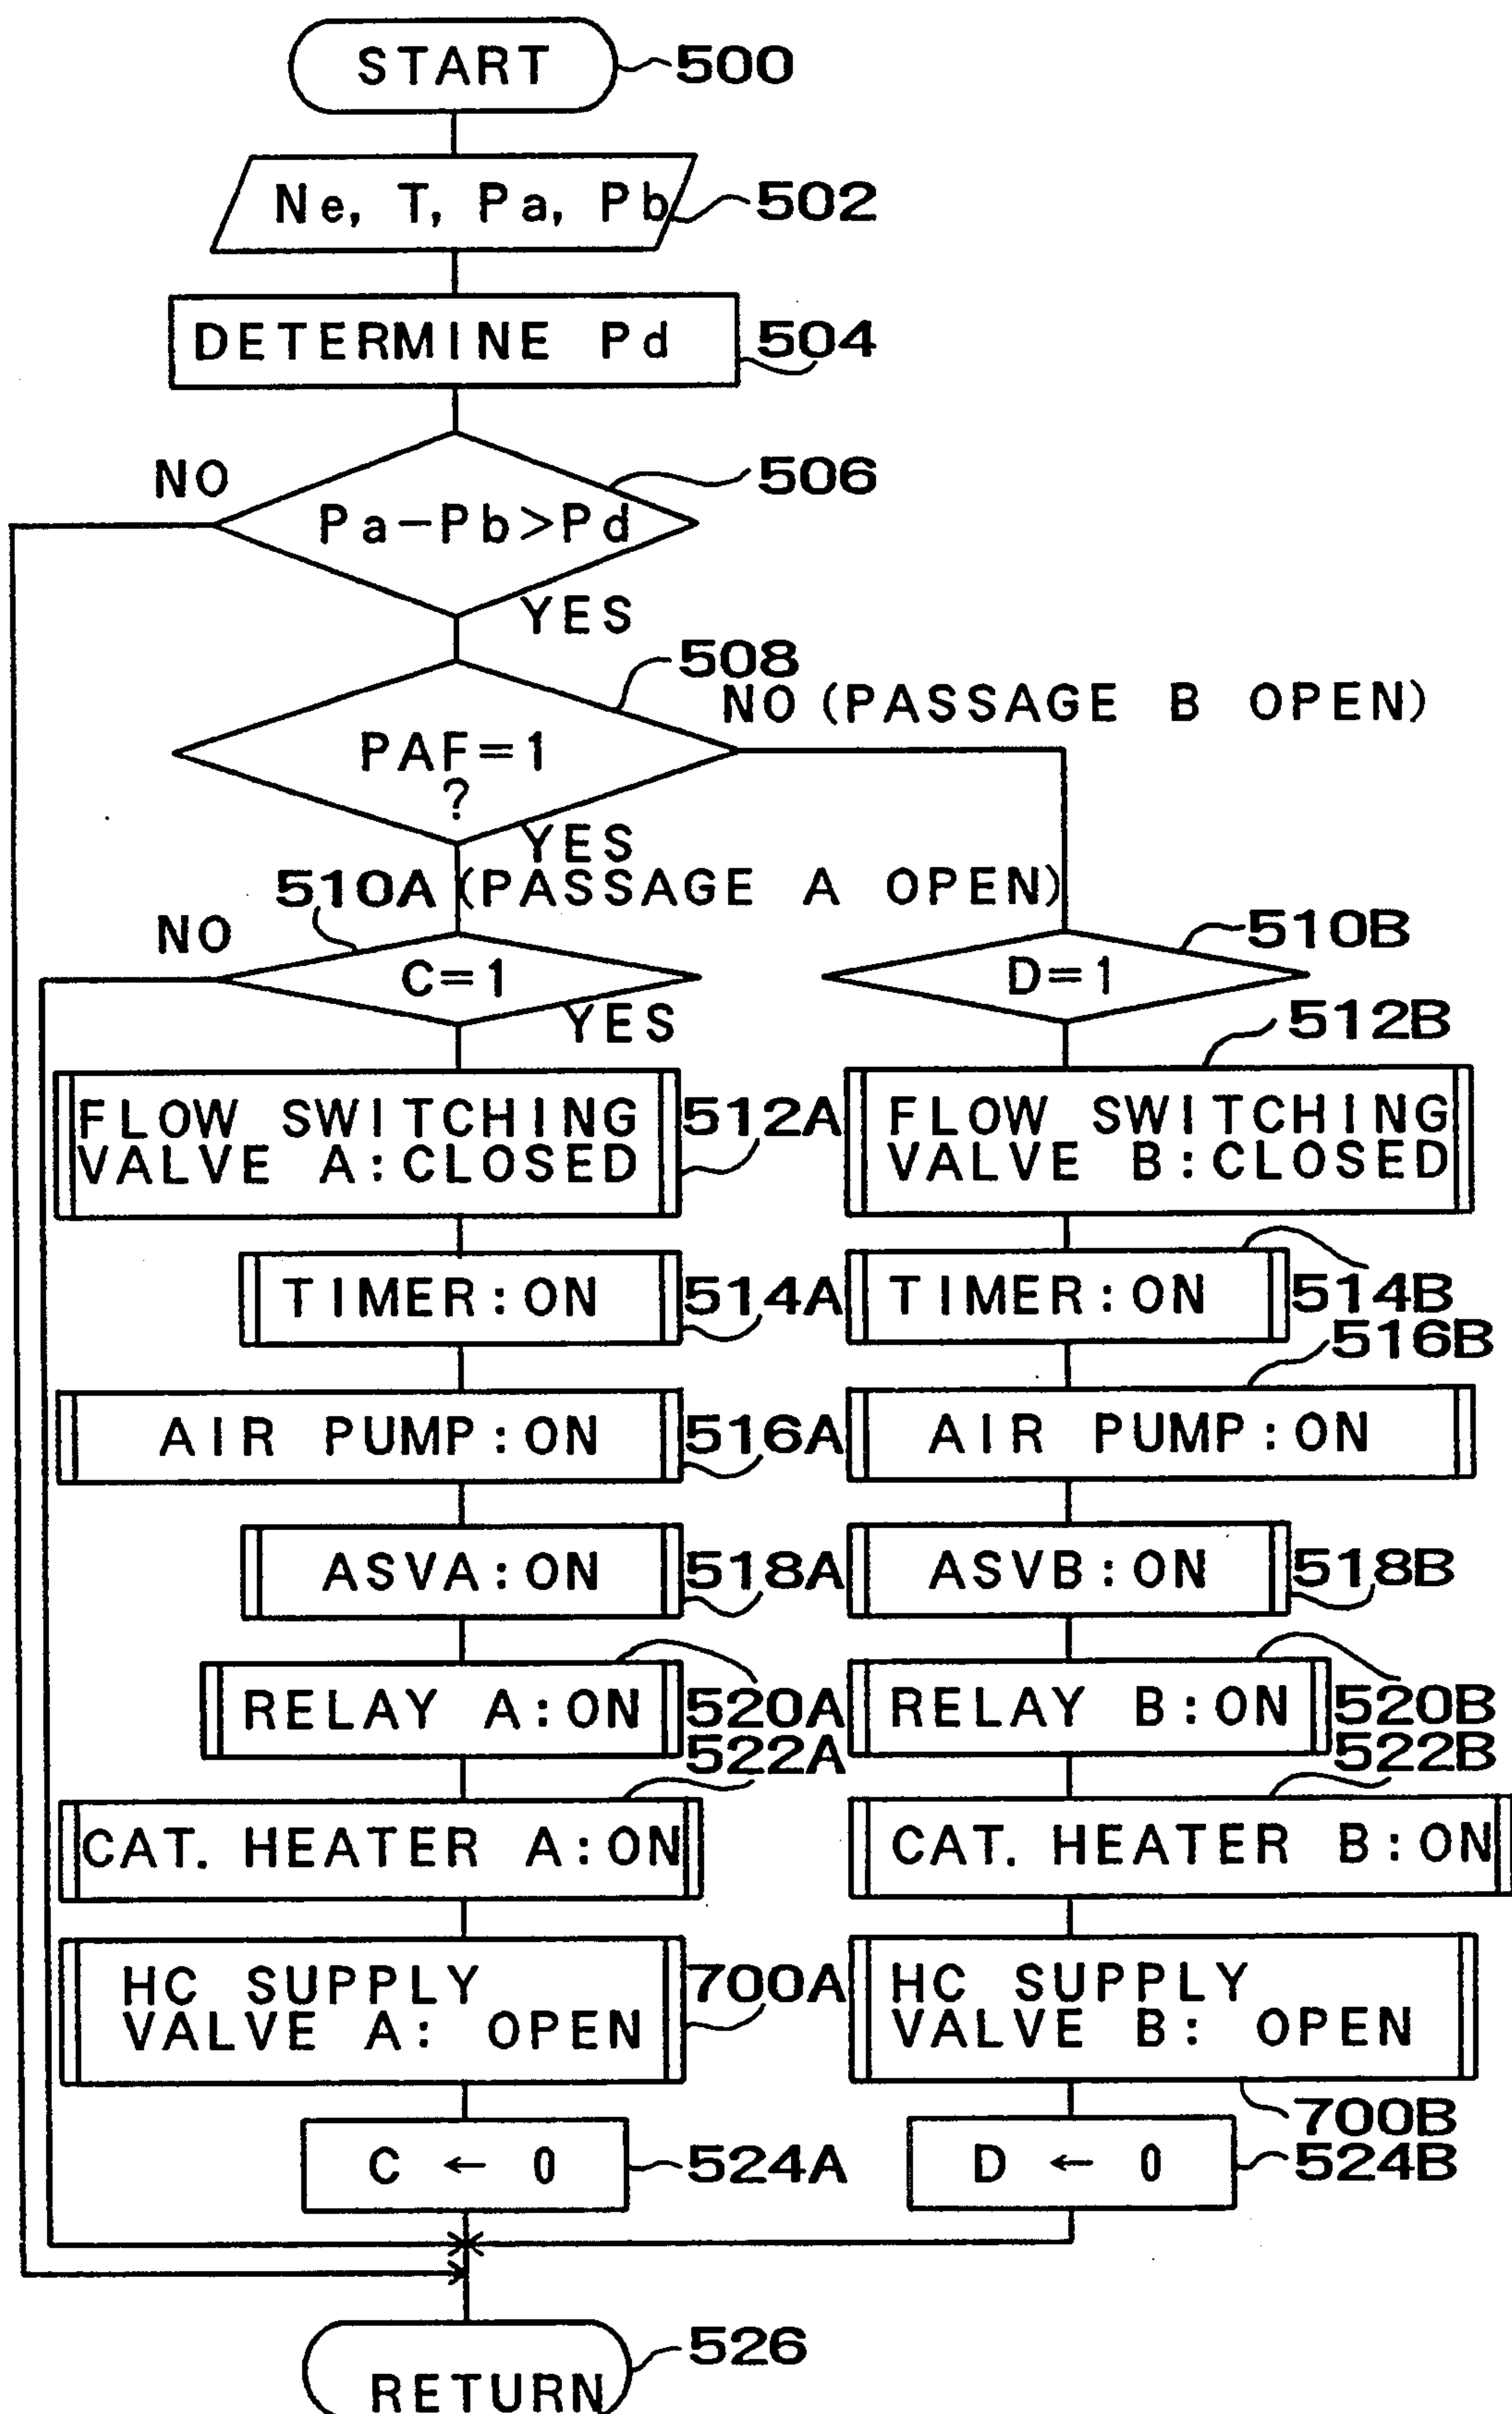 START
500
Ne, T, Pa, Pb
502
DETERMINE Pd
504
NO
506
Pa-Pb>Pd
YES
508
NO (PASSAGE B OPEN)
PAF=1
?
YES
510A (PASSAGE A OPEN)
NO
510B
C=1
D=1
YES
512B
FLOW SWITCHING
VALVE A:CLOSED
512A
FLOW SWITCHING
VALVE B:CLOSED
TIMER:ON
514A
TIMER:ON
514B
516B
AIR PUMP:ON
516A
AIR PUMP:ON
ASVA:ON
518A
ASVB:ON
518B
RELAY A:ON
520A
RELAY B:ON
520B
522A
522B
CAT. HEATER A:ON
CAT. HEATER B:ON
HC SUPPLY
VALVE A: OPEN
700A
HC SUPPLY
VALVE B: OPEN
700B
C ← 0
524A
D ← 0
524B
526
RETURN